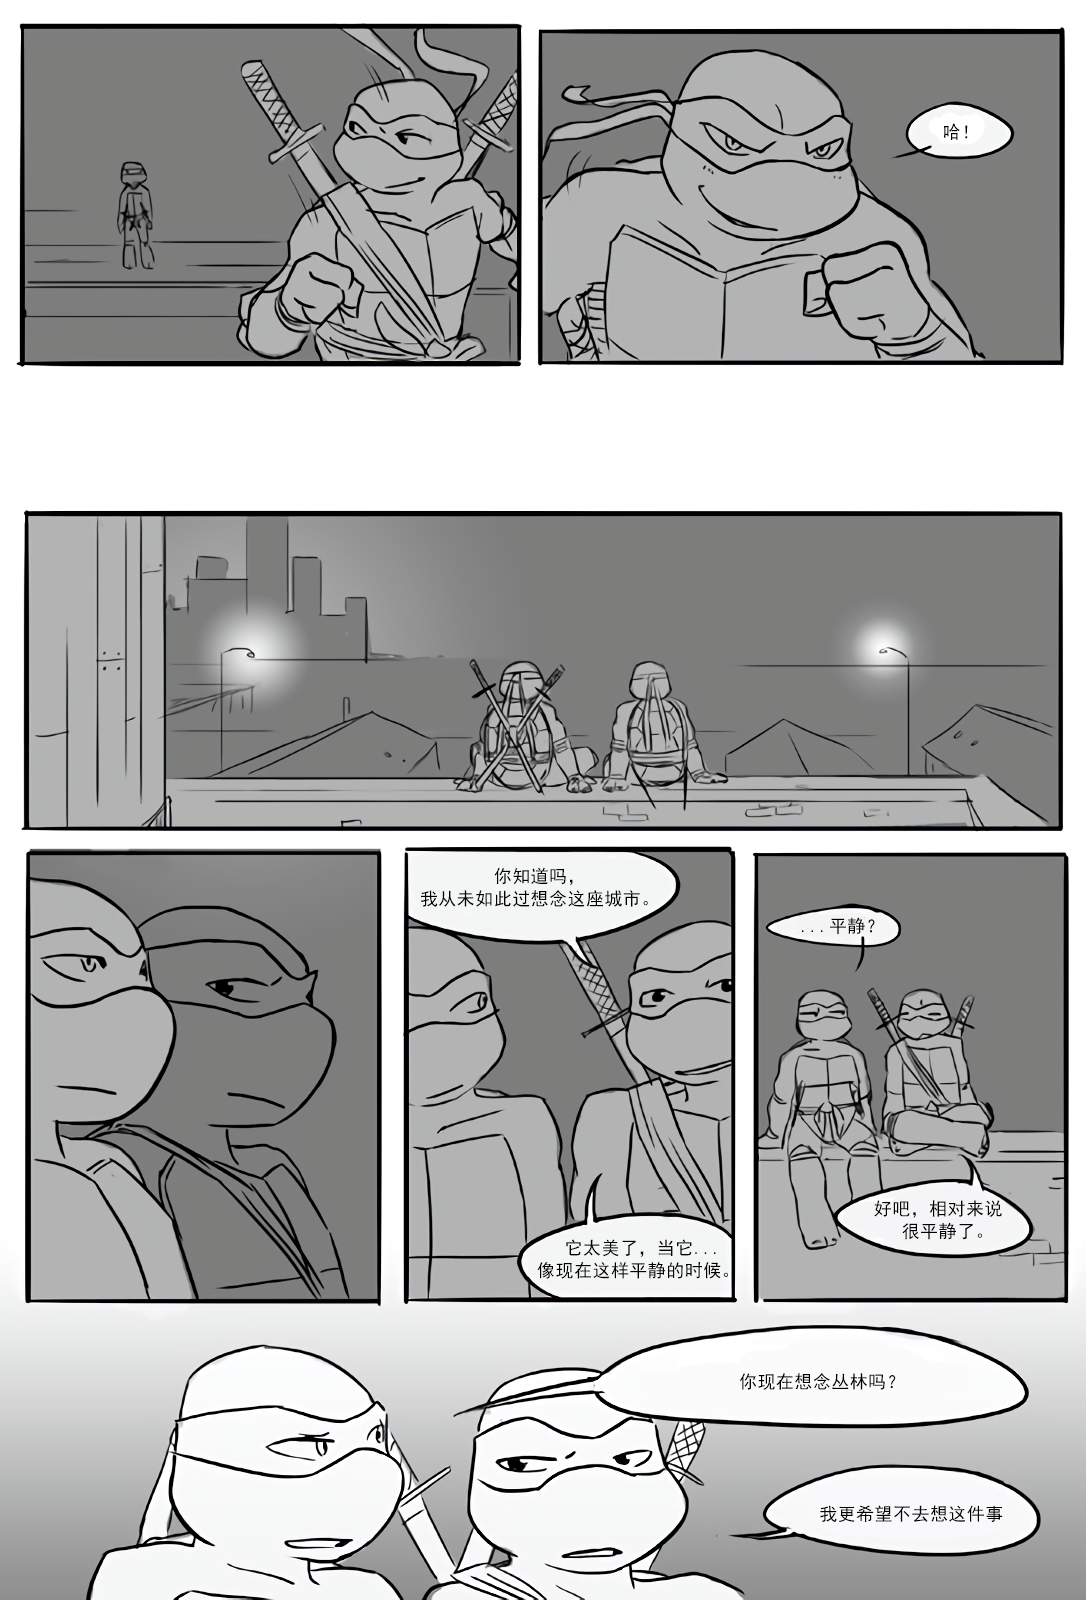 哈！
你知道吗，
我从未如此过想念这座城市。
它太美了，当它...
像现在这样平静的时候。
...平静？
好吧，相对来说
很平静了。
你现在想念丛林吗？
我更希望不去想这件事